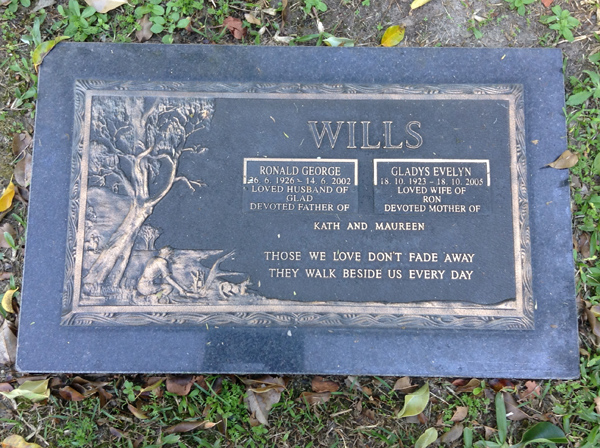 WILLS
RONALD GEORGE
26. 6. 1926 - 14. 6. 2002
LOVED HUSBAND OF
GLAD
DEVOTED FATHER OF
GLADYS EVELYN
18. 10. 1923 - 18. 10. 2005
LOVED WIFE OF
RON
DEVOTED MOTHER OF
KATH AND MAUREEN
THOSE WE LOVE DON'T FADE AWAY
THEY WALK BESIDE US EVERY DAY